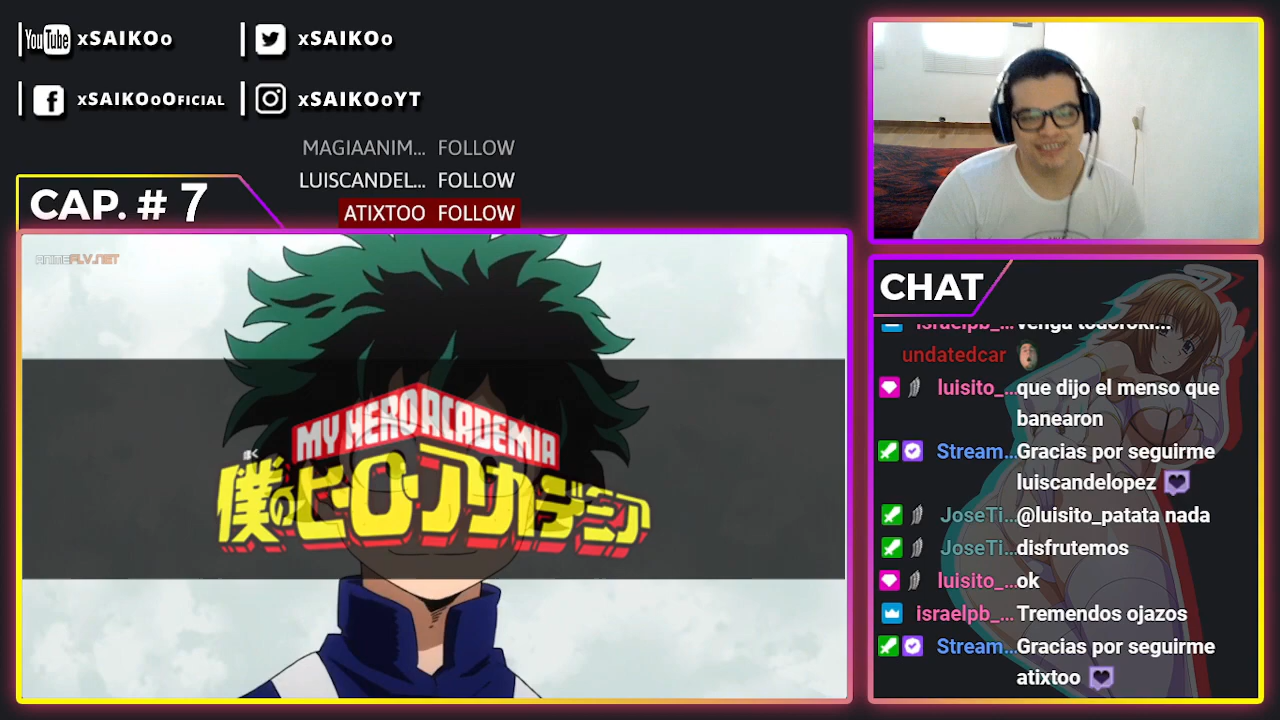 YouTube xSAIKOo
xSAIKOo
xSAIKOoOficial
xSAIKOoYT
MAGIAANIM... FOLLOW
LUISCANDEL... FOLLOW
ATIXTOO FOLLOW
CAP. # 7
ANIMEFLV.NET
MY HERO ACADEMIA
ぼく
僕のヒーローアカデミア
CHAT
israelpb_...venga todoroki...
undatedcar
luisito_...que dijo el menso que
banearon
Stream...Gracias por seguirme
luiscandelopez
JoseTi...@luisito_patata nada
JoseTi...disfrutemos
luisito_...ok
israelpb_...Tremendos ojazos
Stream...Gracias por seguirme
atixtoo